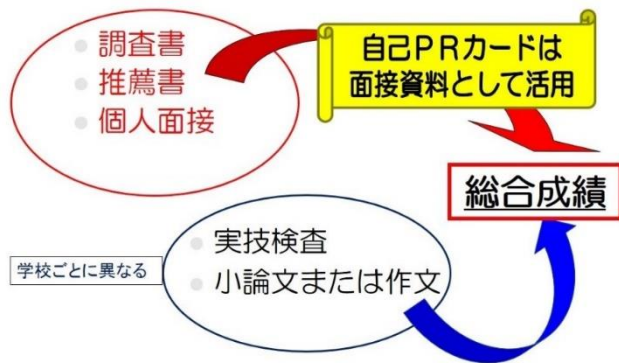 調査書
推薦書
個人面接
自己PRカードは
面接資料として活用
総合成績
実技検査
小論文または作文
学校ごとに異なる